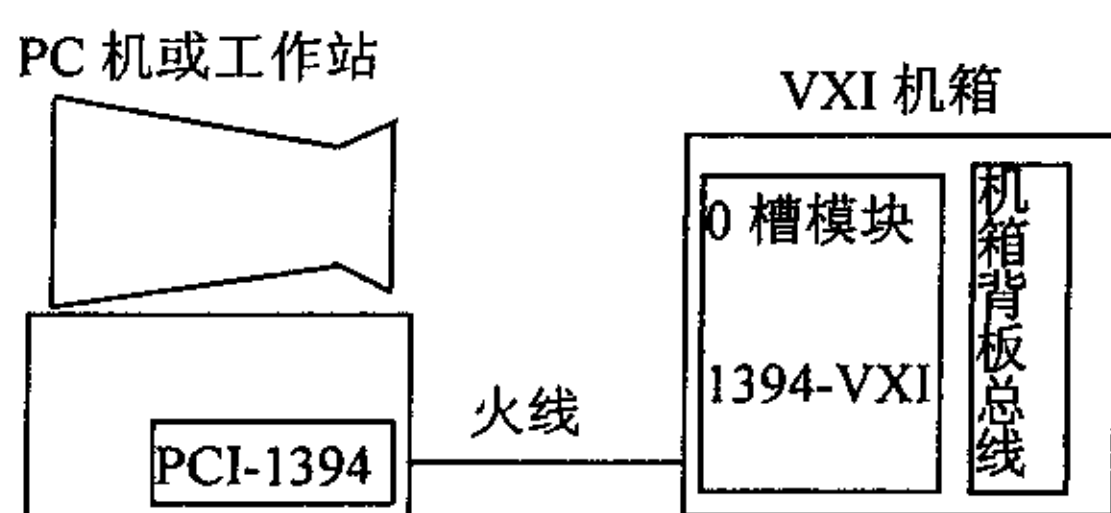 PC 机或工作站
VXI 机箱
0 槽模块
1394-VXI
机箱背板总线
火线
PCI-1394